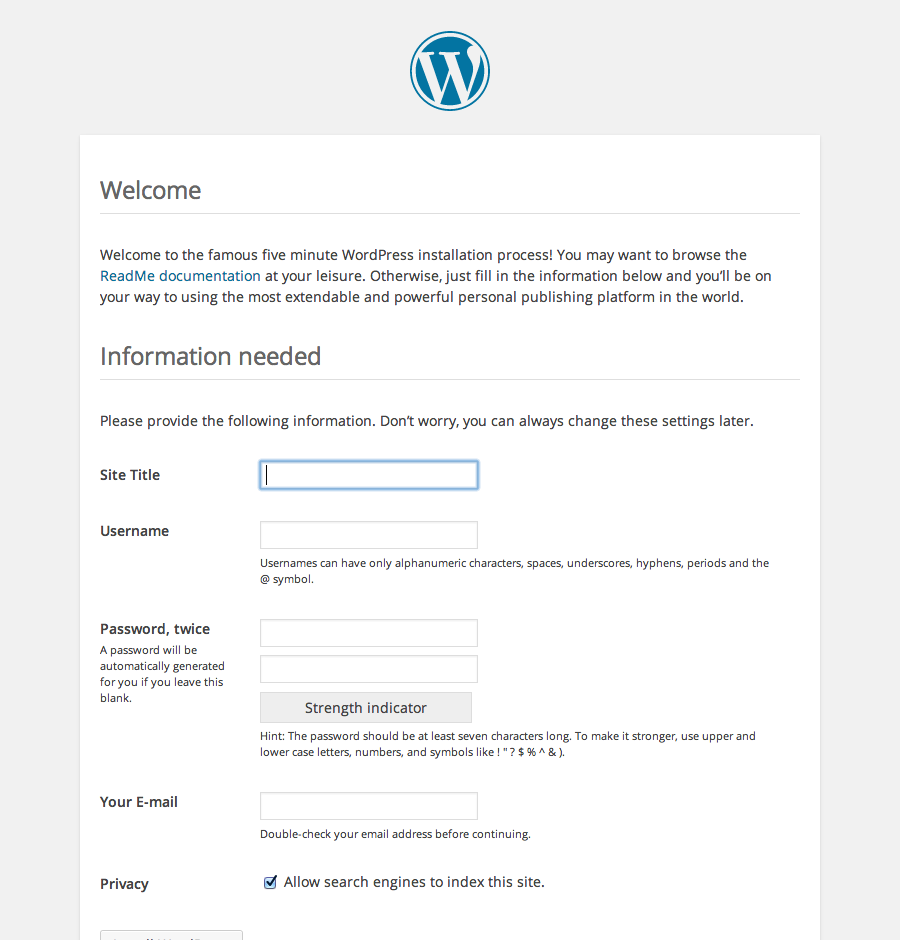 Welcome
Welcome to the famous five minute WordPress installation process! You may want to browse the
ReadMe documentation at your leisure. Otherwise, just fill in the information below and you’ll be on
your way to using the most extendable and powerful personal publishing platform in the world.
Information needed
Please provide the following information. Don’t worry, you can always change these settings later.
Site Title
Username
Usernames can have only alphanumeric characters, spaces, underscores, hyphens, periods and the
@ symbol.
Password, twice
A password will be
automatically generated
for you if you leave this
blank.
Strength indicator
Hint: The password should be at least seven characters long. To make it stronger, use upper and
lower case letters, numbers, and symbols like ! " ? $ % ^ & ).
Your E-mail
Double-check your email address before continuing.
Privacy
Allow search engines to index this site.